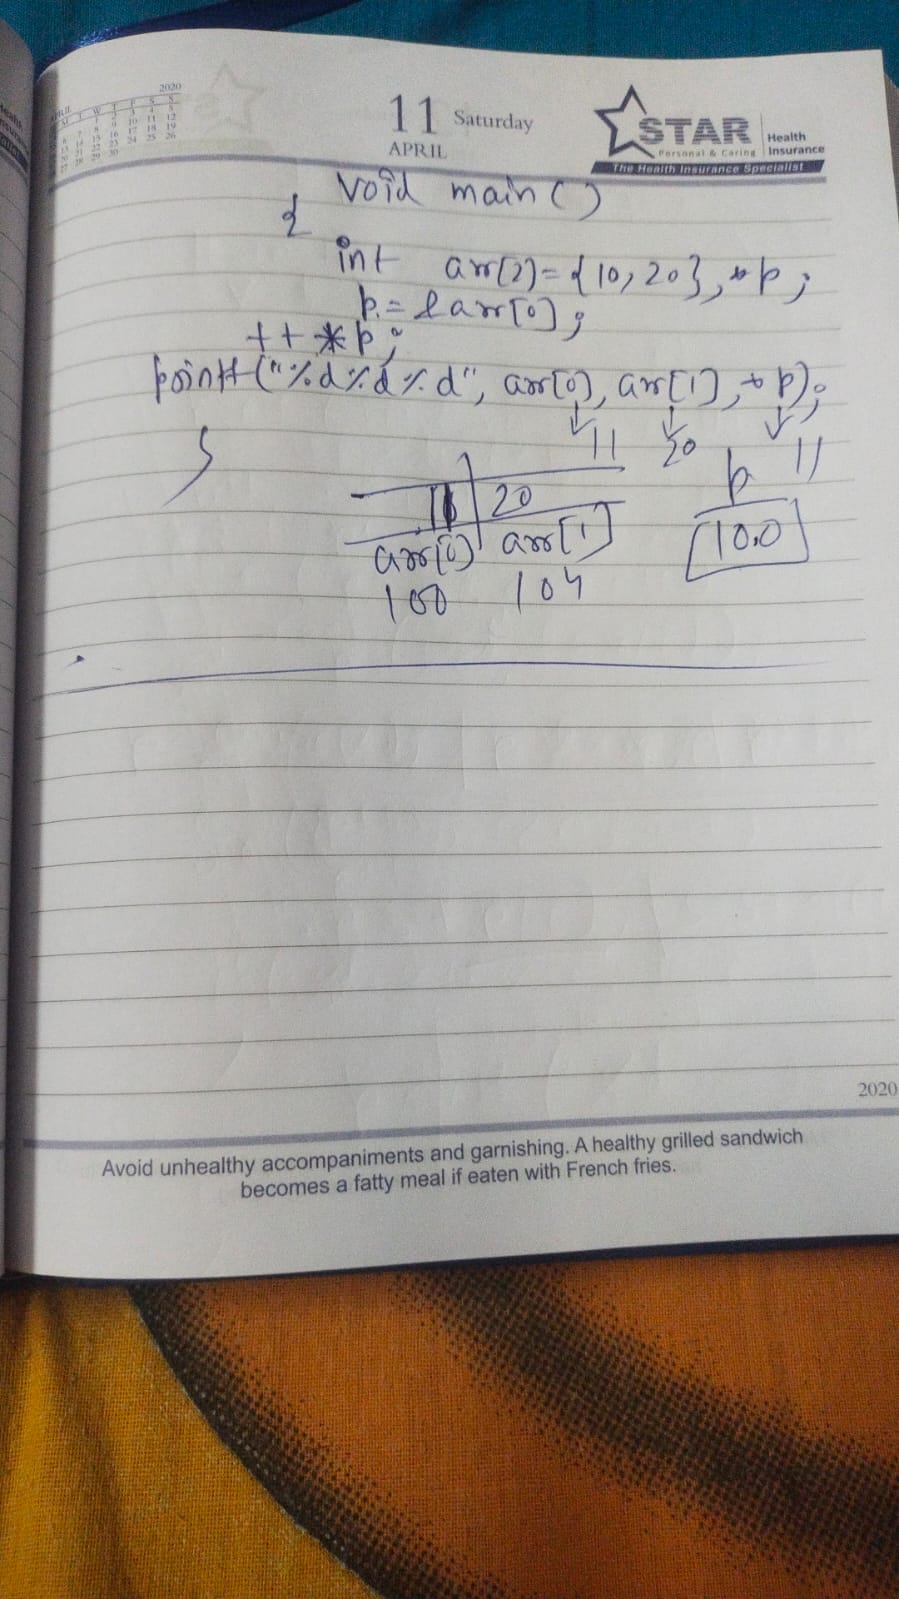 2020
11 Saturday
APRIL
STAR Health
Personal & Caring Insurance
The Health Insurance Specialist
void main()
{
int arr[2]={10, 20}, *p;
p = &arr[0];
++*p;
printf("%d%d%d", arr[0], arr[1], *p);
11 20 11
}
p
11 20
100
arr[0] arr[1]
100 104
2020
Avoid unhealthy accompaniments and garnishing. A healthy grilled sandwich
becomes a fatty meal if eaten with French fries.